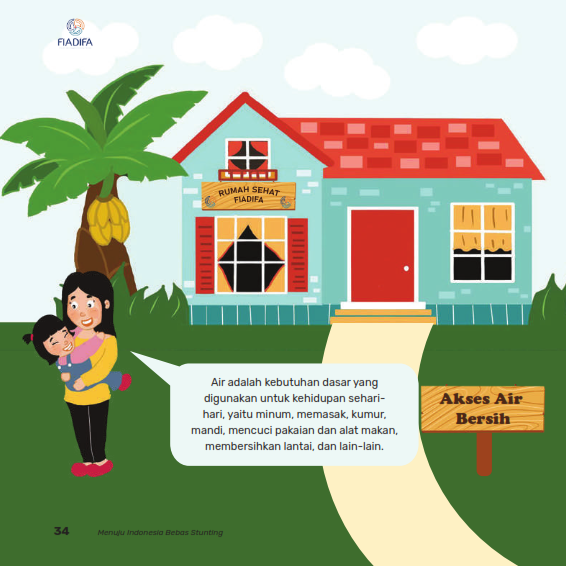 FIADIFA
RUMAH SEHAT
FIADIFA
Air adalah kebutuhan dasar yang
digunakan untuk kehidupan sehari-
hari, yaitu minum, memasak, kumur,
mandi, mencuci pakaian dan alat makan,
membersihkan lantai, dan lain-lain.
Akses Air
Bersih
34 Menuju Indonesia Bebas Stunting